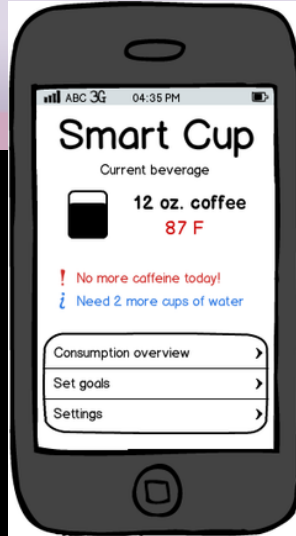 ABC 3G 04:35 PM
Smart Cup
Current beverage
12 oz. coffee
87 F
! No more caffeine today!
i Need 2 more cups of water
Consumption overview
Set goals
Settings